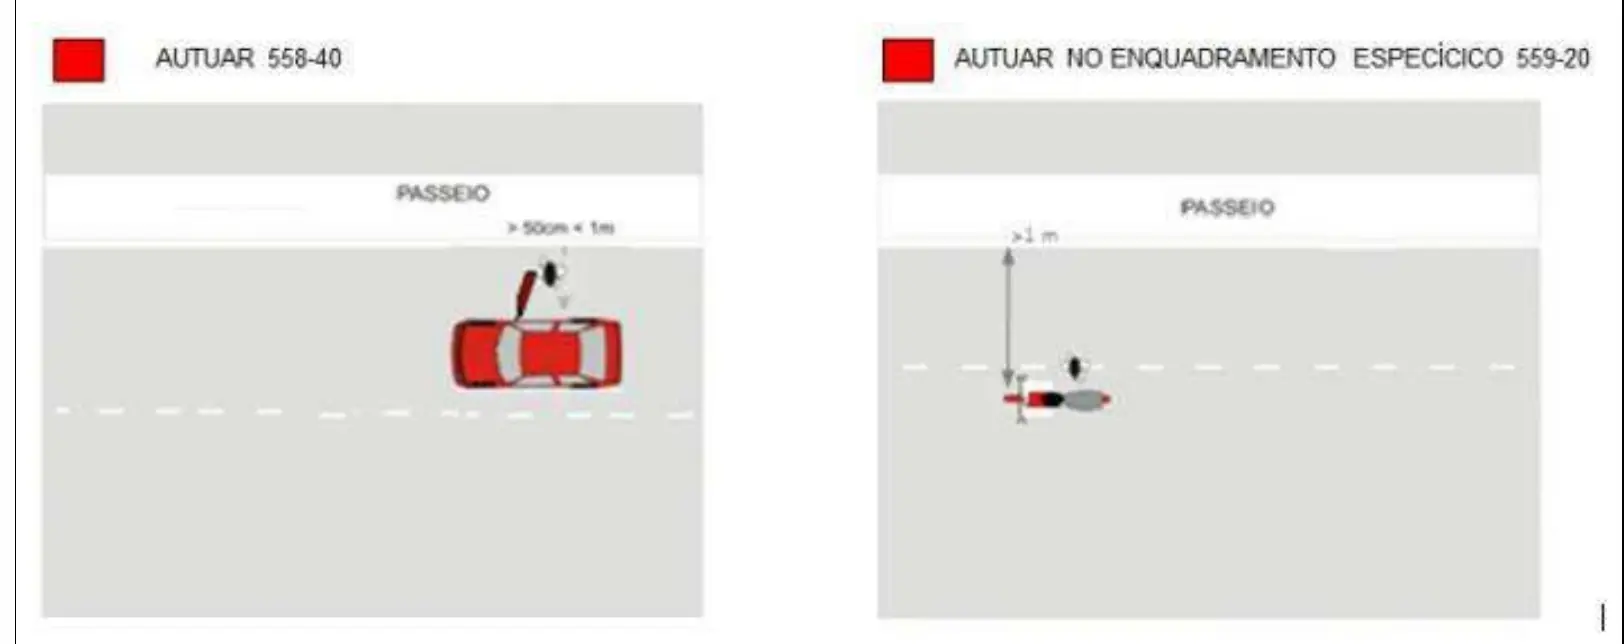 AUTUAR 558-40
PASSEIO
> 50cm < 1m
AUTUAR NO ENQUADRAMENTO ESPECÍCICO 559-20
PASSEIO
>1 m